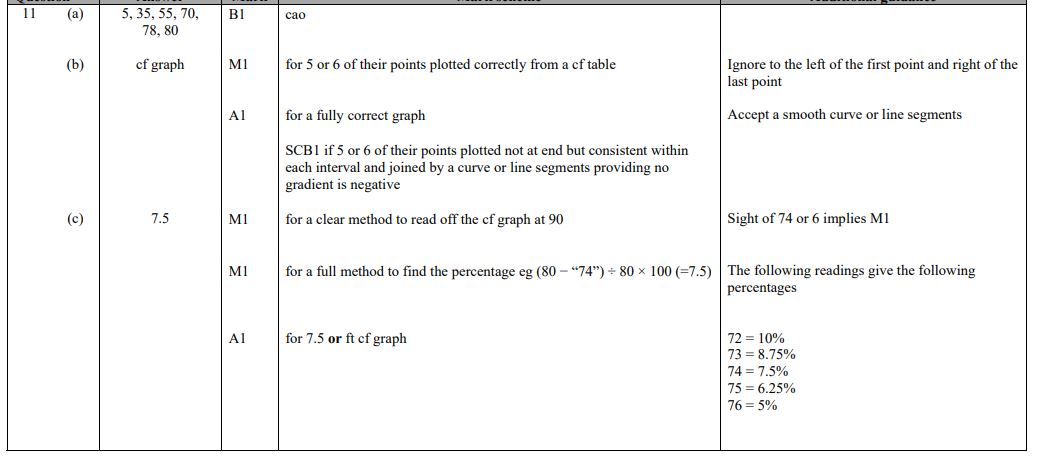 11 (a) 5, 35, 55, 70, B1 cao
78, 80
(b) cf graph M1 for 5 or 6 of their points plotted correctly from a cf table Ignore to the left of the first point and right of the
last point
A1 for a fully correct graph Accept a smooth curve or line segments
SCB1 if 5 or 6 of their points plotted not at end but consistent within
each interval and joined by a curve or line segments providing no
gradient is negative
(c) 7.5 M1 for a clear method to read off the cf graph at 90 Sight of 74 or 6 implies M1
M1 for a full method to find the percentage eg (80 – “74”) ÷ 80 × 100 (=7.5) The following readings give the following
percentages
A1 for 7.5 or ft cf graph 72 = 10%
73 = 8.75%
74 = 7.5%
75 = 6.25%
76 = 5%